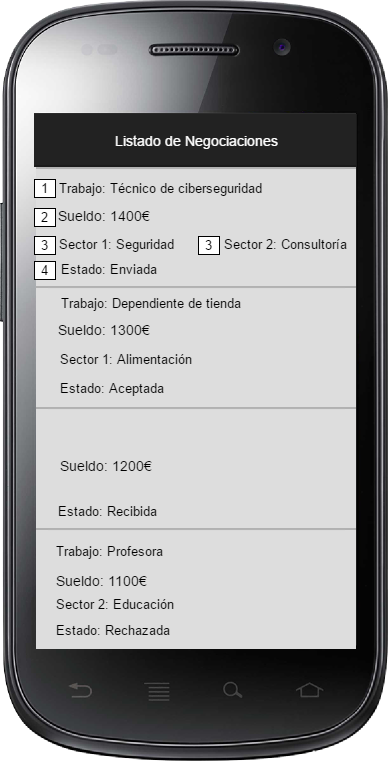 Listado de Negociaciones
1 Trabajo: Técnico de ciberseguridad
2 Sueldo: 1400€
3 Sector 1: Seguridad 3 Sector 2: Consultoría
4 Estado: Enviada
Trabajo: Dependiente de tienda
Sueldo: 1300€
Sector 1: Alimentación
Estado: Aceptada
Sueldo: 1200€
Estado: Recibida
Trabajo: Profesora
Sueldo: 1100€
Sector 2: Educación
Estado: Rechazada